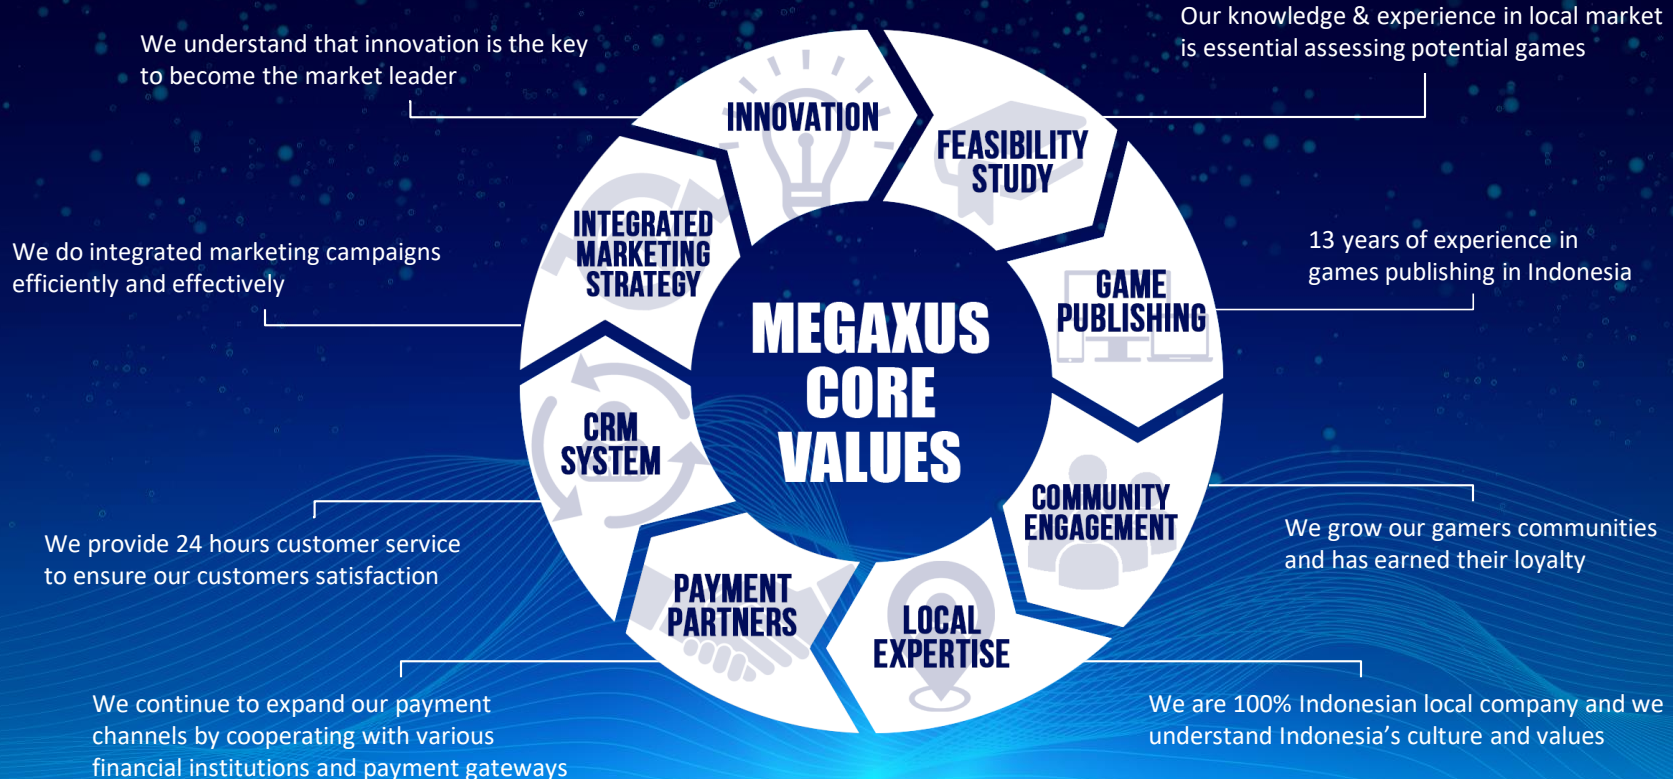 We understand that innovation is the key
to become the market leader
Our knowledge & experience in local market
is essential assessing potential games
INNOVATION
FEASIBILITY
STUDY
INTEGRATED
MARKETING
STRATEGY
We do integrated marketing campaigns
efficiently and effectively
GAME
PUBLISHING
13 years of experience in
games publishing in Indonesia
MEGAXUS
CORE
VALUES
CRM
SYSTEM
We provide 24 hours customer service
to ensure our customers satisfaction
COMMUNITY
ENGAGEMENT
We grow our gamers communities
and has earned their loyalty
PAYMENT
PARTNERS
We continue to expand our payment
channels by cooperating with various
financial institutions and payment gateways
LOCAL
EXPERTISE
We are 100% Indonesian local company and we
understand Indonesia’s culture and values